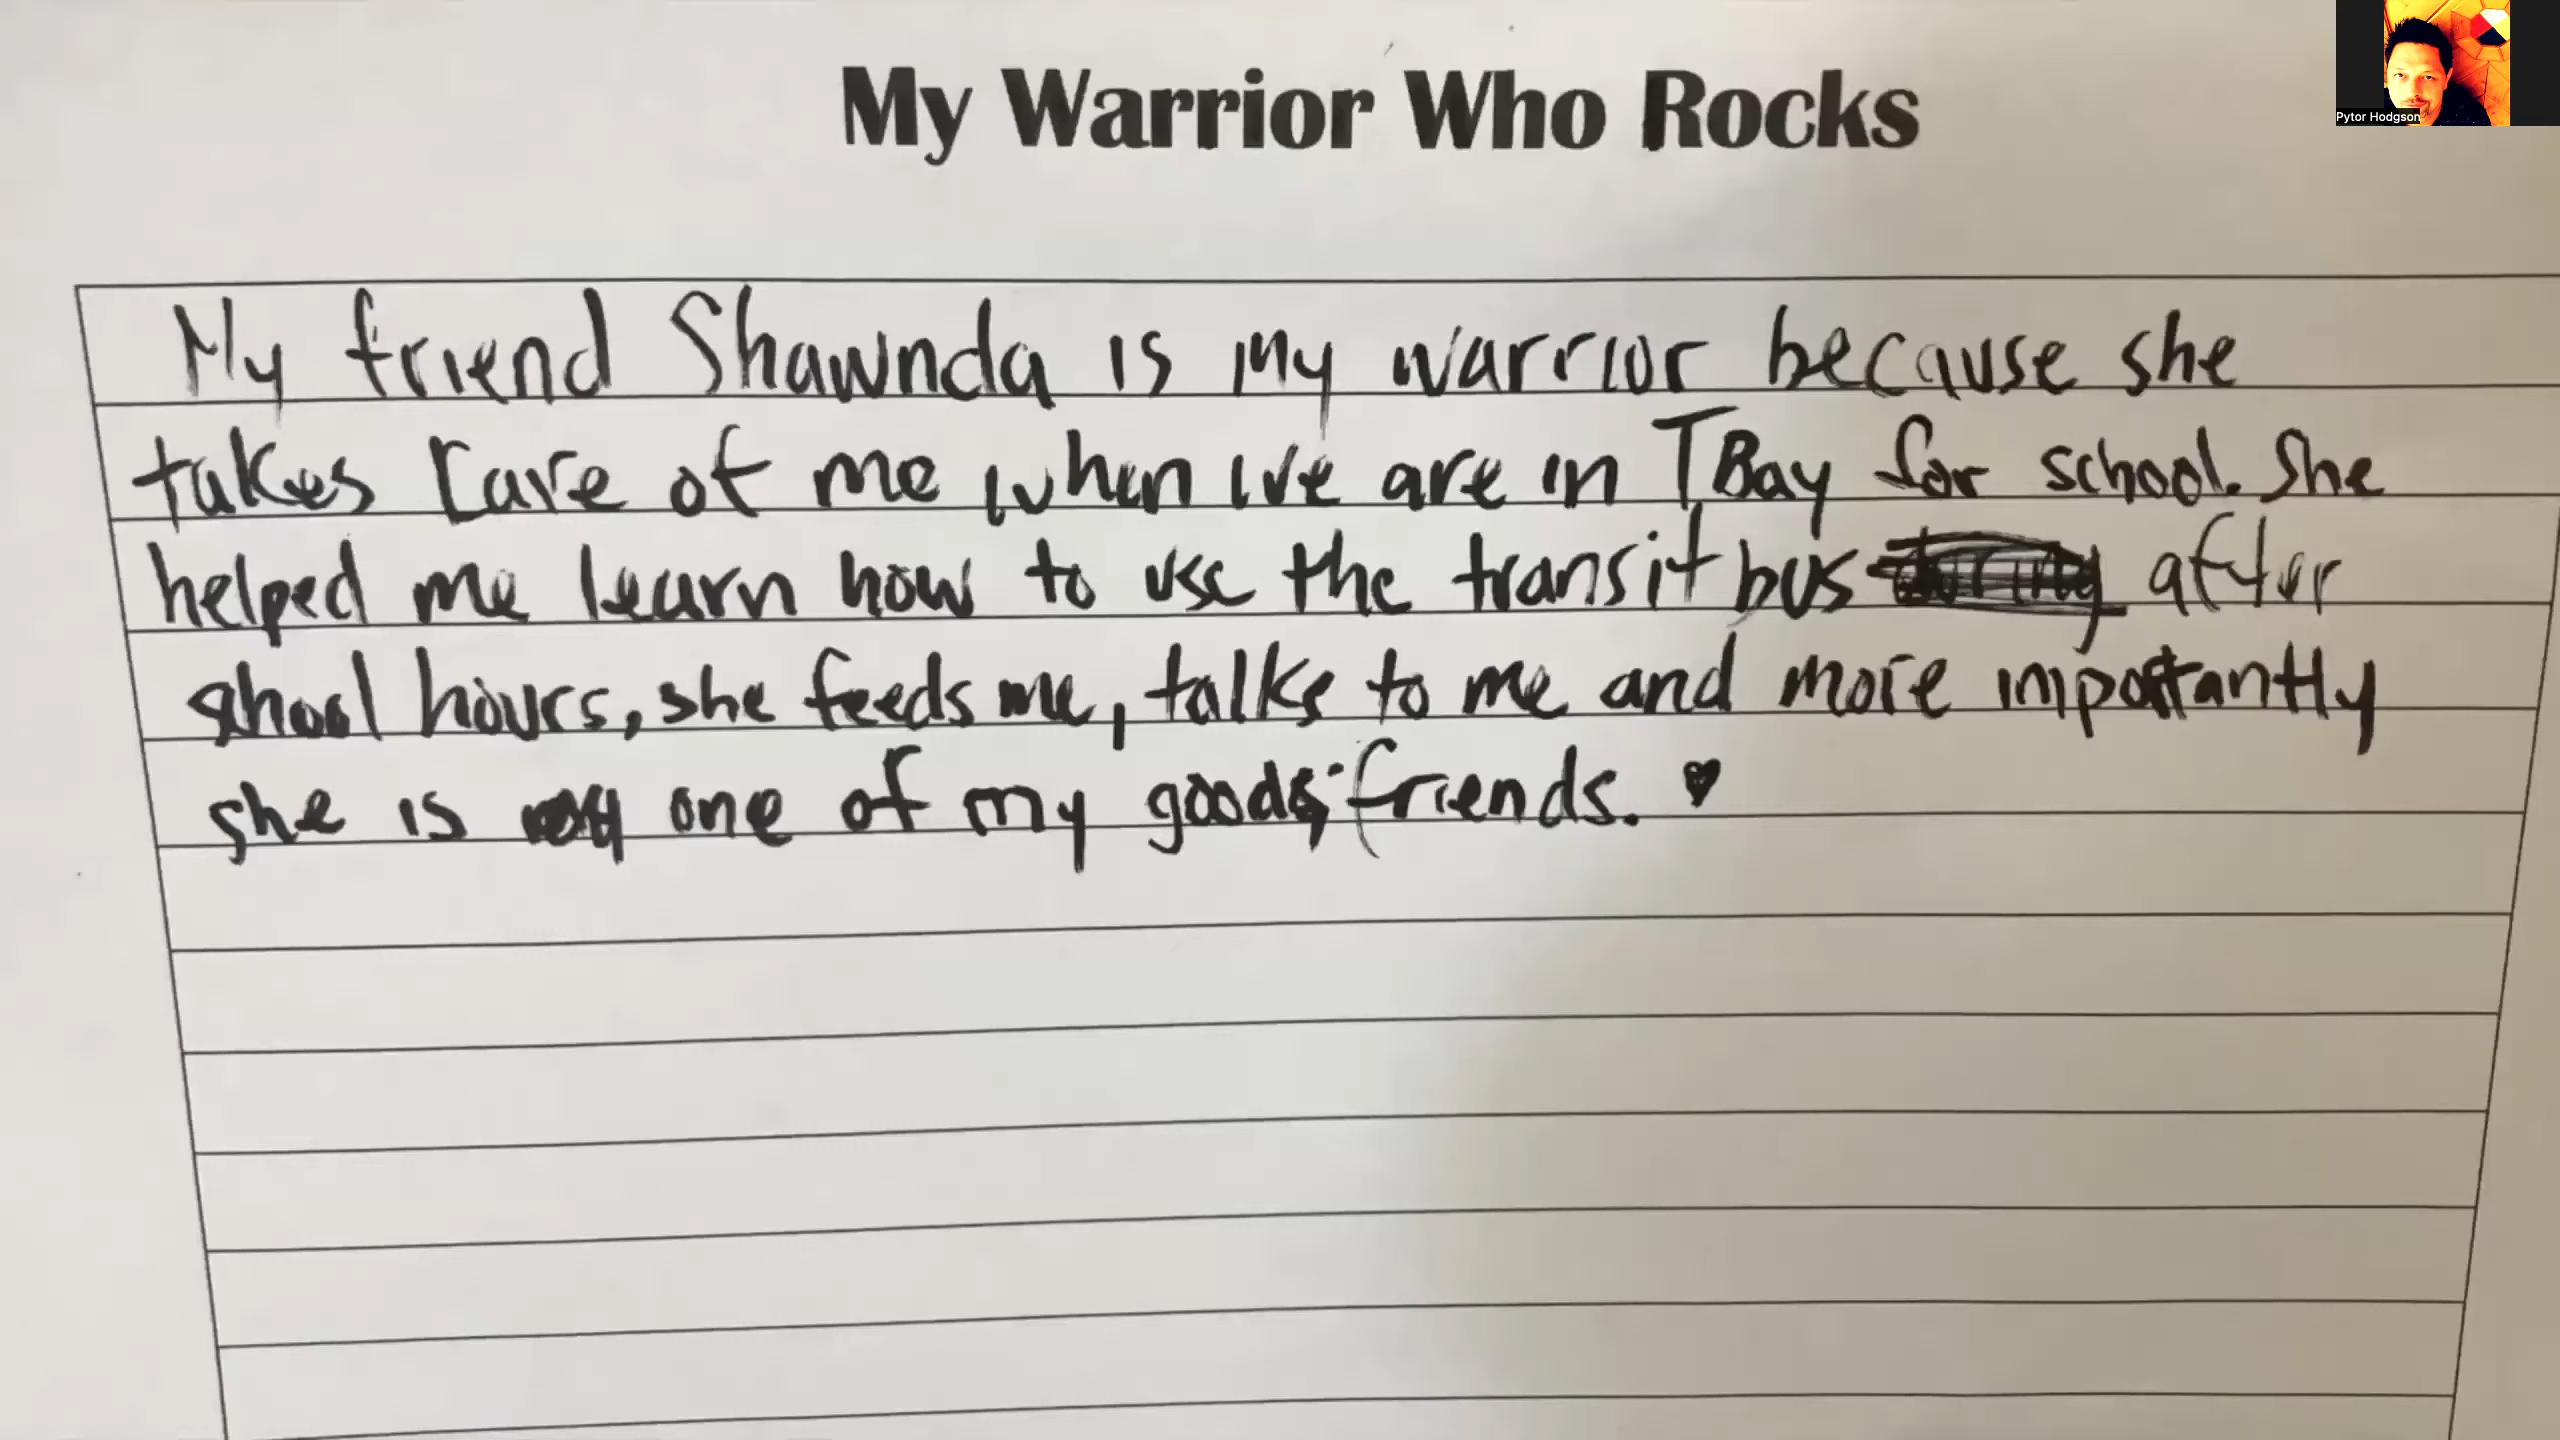 My Warrior Who Rocks
Pytor Hodgson
My friend Shawnda is my warrior because she
takes care of me when we are in TBay for school. She
helped me learn how to use the transit bus after
shool hours, she feeds me, talks to me and more importantly
she is one of my good friends. ♥